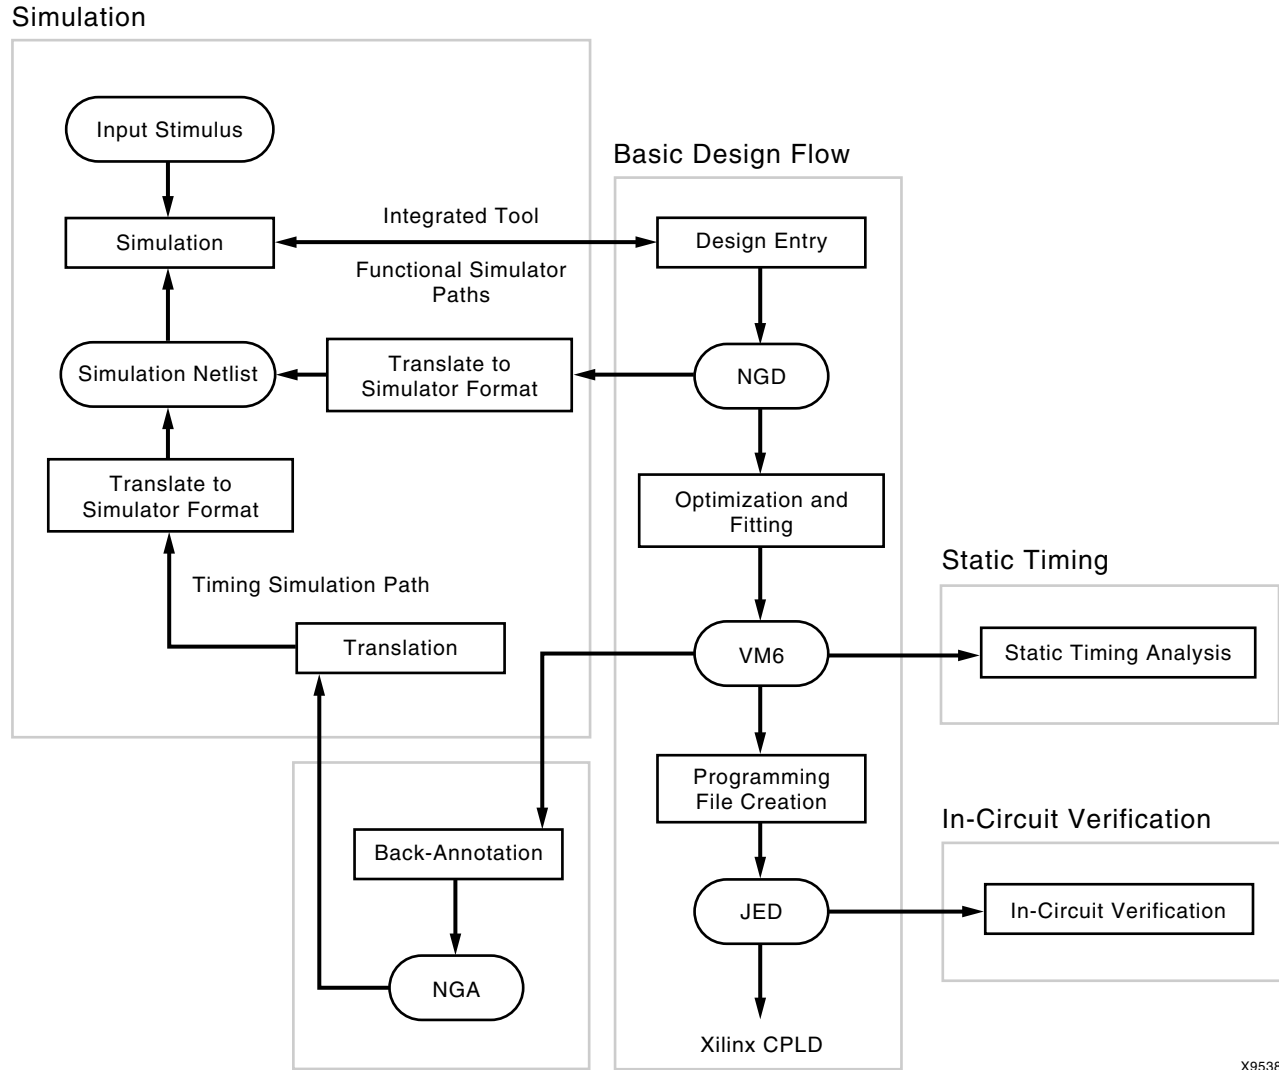 Simulation
Input Stimulus
Basic Design Flow
Integrated Tool
Simulation
Design Entry
Functional Simulator
Paths
Translate to
Simulator Format
Simulation Netlist
NGD
Translate to
Simulator Format
Optimization and
Fitting
Static Timing
Timing Simulation Path
Translation
VM6
Static Timing Analysis
Programming
File Creation
In-Circuit Verification
Back-Annotation
JED
In-Circuit Verification
NGA
Xilinx CPLD
X9538